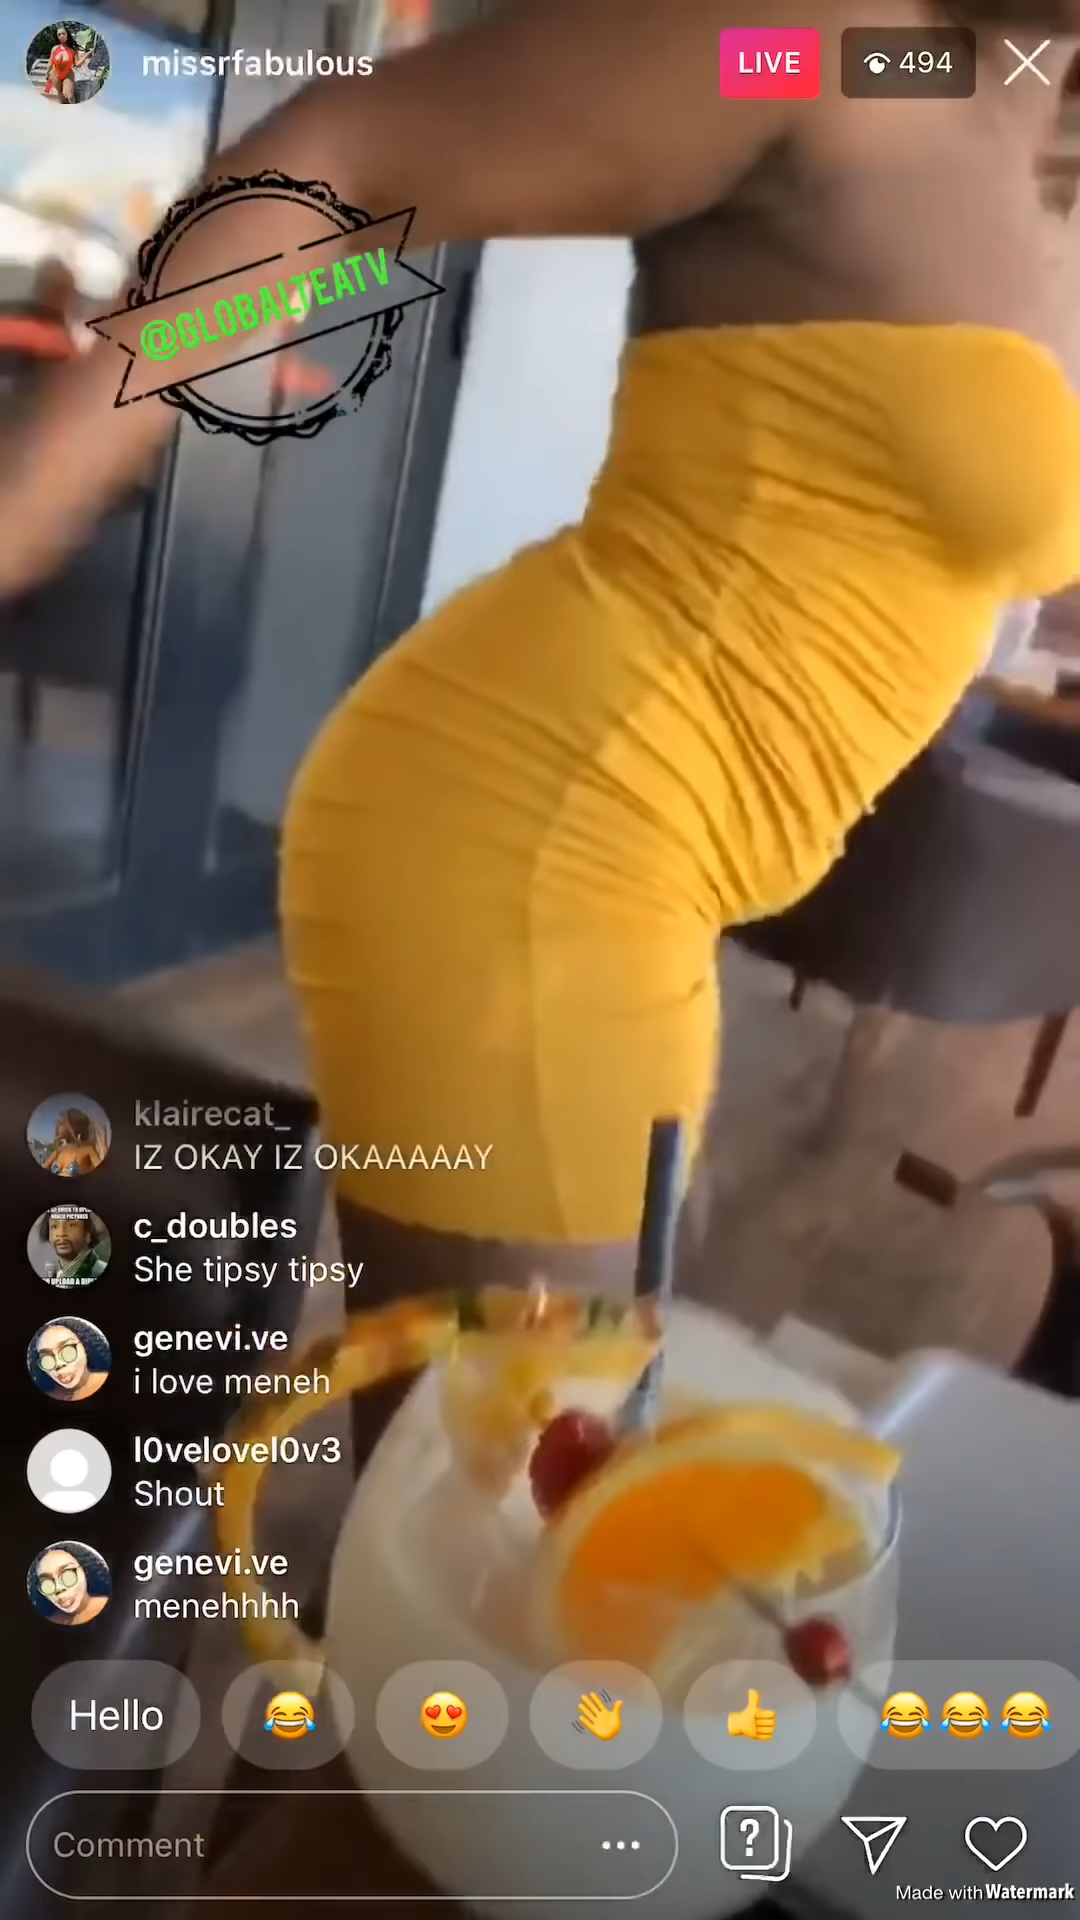 missrfabulous
LIVE
494
@GLOBALTEATV
klairecat_
IZ OKAY IZ OKAAAAAY
c_doubles
She tipsy tipsy
genevi.ve
i love meneh
l0velovel0v3
Shout
genevi.ve
menehhhh
Hello
Comment
Made with Watermark